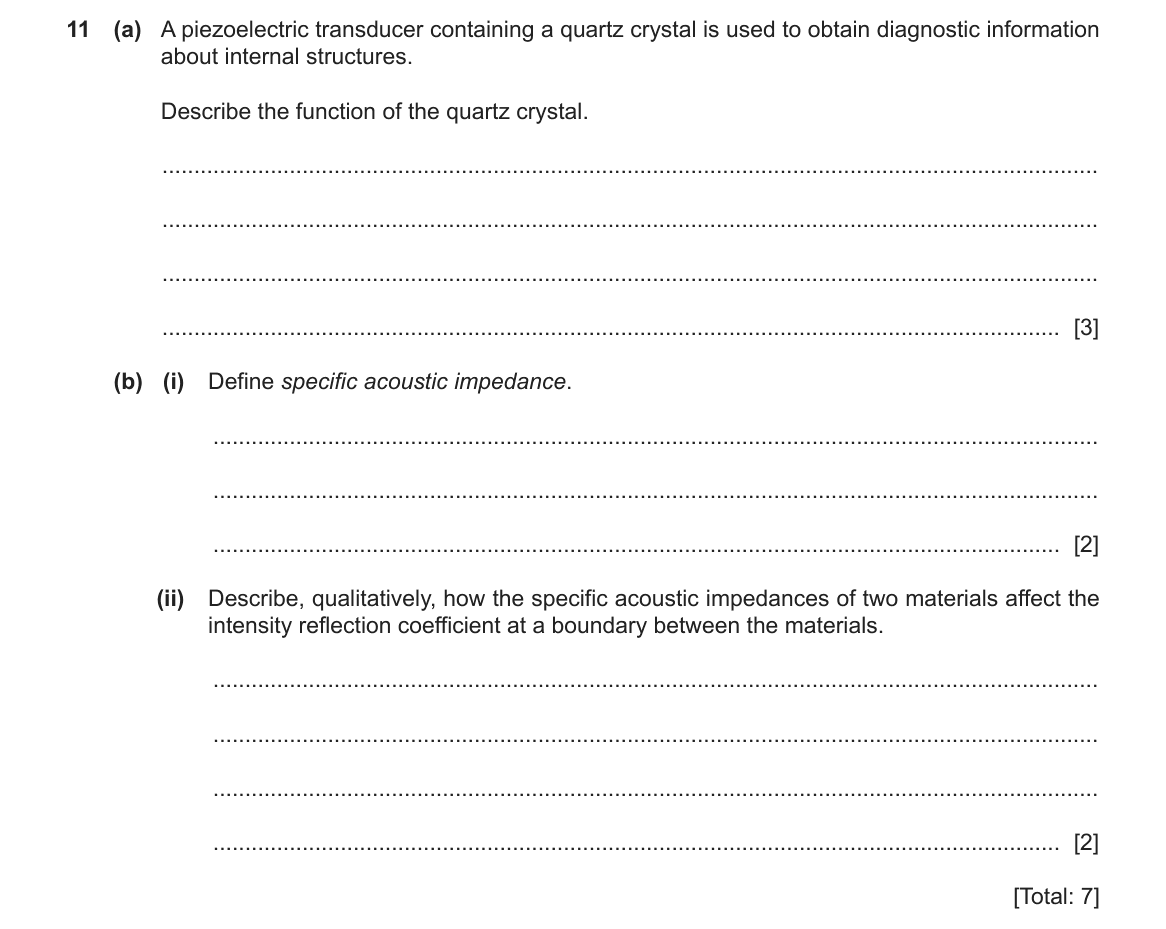 11 (a) A piezoelectric transducer containing a quartz crystal is used to obtain diagnostic information
about internal structures.
Describe the function of the quartz crystal.
..........................................................................................................................................
..........................................................................................................................................
..........................................................................................................................................
.................................................................................................................................... [3]
(b) (i) Define specific acoustic impedance.
..................................................................................................................................
..................................................................................................................................
............................................................................................................................ [2]
(ii) Describe, qualitatively, how the specific acoustic impedances of two materials affect the
intensity reflection coefficient at a boundary between the materials.
..................................................................................................................................
..................................................................................................................................
..................................................................................................................................
............................................................................................................................ [2]
[Total: 7]